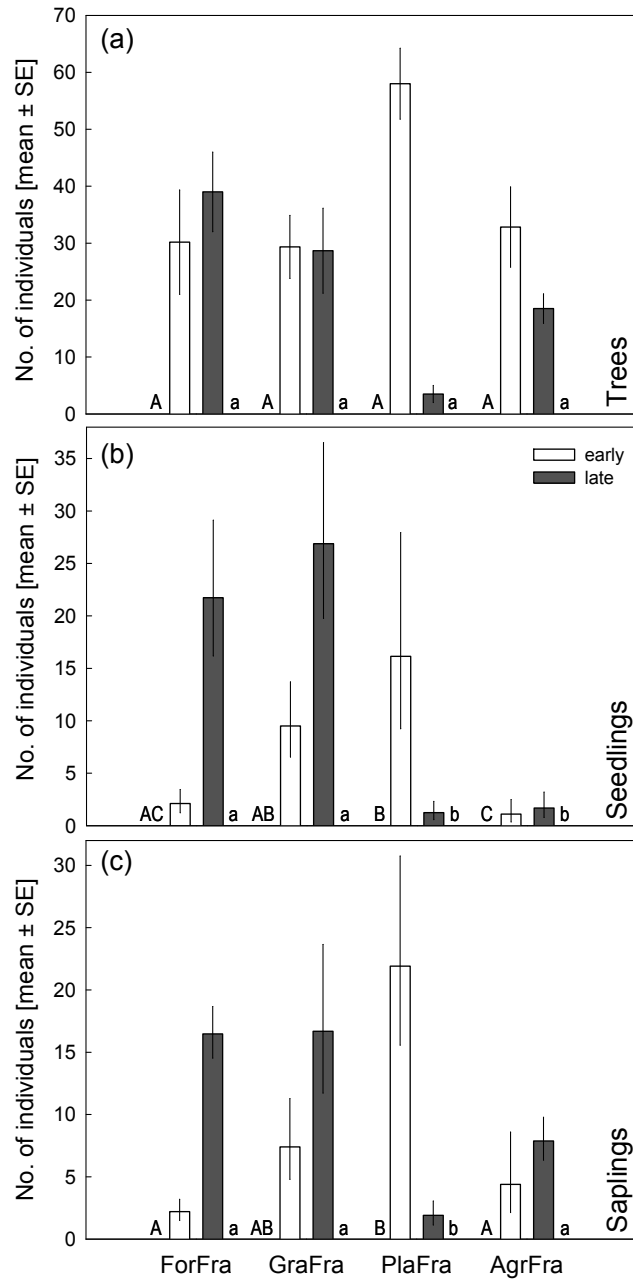 (a)
No. of individuals [mean ± SE]
70
60
50
40
30
20
10
0
A a A a A a A a
Trees
(b)
early
late
No. of individuals [mean ± SE]
35
30
25
20
15
10
5
0
AC a AB a B b C b
Seedlings
(c)
No. of individuals [mean ± SE]
30
25
20
15
10
5
0
A a AB a B b A a
Saplings
ForFra GraFra PlaFra AgrFra